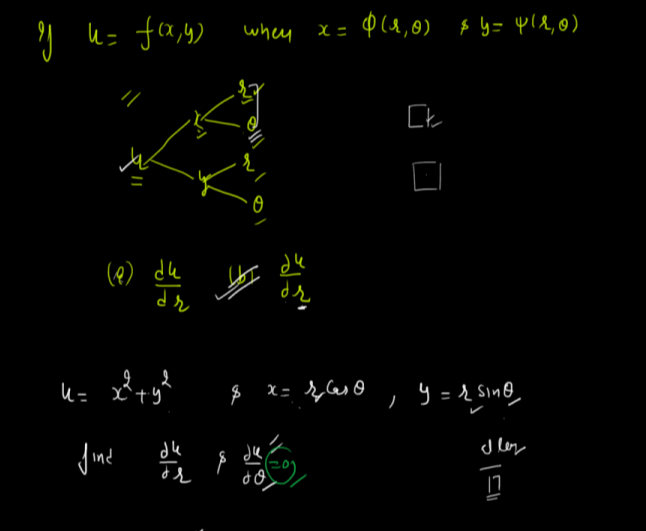 If u = f(x,y) when x = Φ(r,θ) & y = Ψ(r,θ)
r
x
θ
u
r
y
θ
(a) du/dr (b) ∂u/∂r
u = x² + y² & x = r cos θ , y = r sin θ
find ∂u/∂r & ∂u/∂θ =0